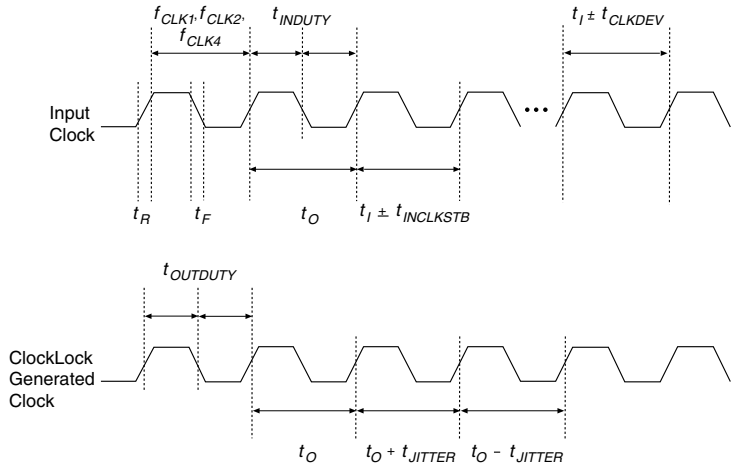 fCLK1, fCLK2,
fCLK4
tINDUTY
tI ± tCLKDEV
Input
Clock
tR
tF
tO
tI ± tINCLKSTB
tOUTDUTY
ClockLock
Generated
Clock
tO
tO + tJITTER
tO – tJITTER